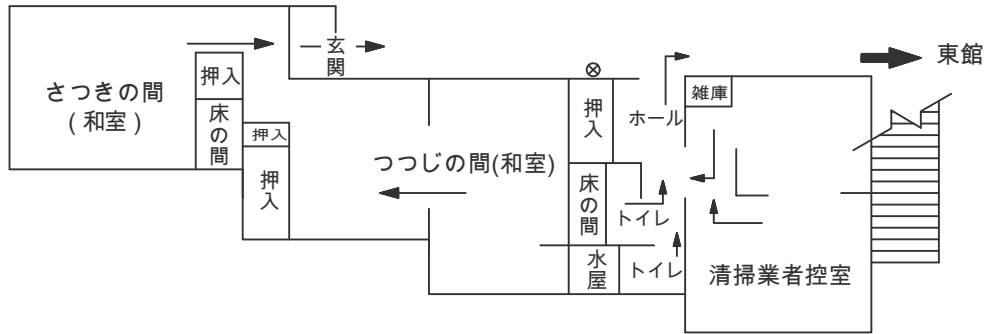 さつきの間
(和室)
押入
床の間
押入
押入
玄関
つつじの間(和室)
押入
床の間
水屋
ホール
トイレ
トイレ
雑庫
清掃業者控室
東館